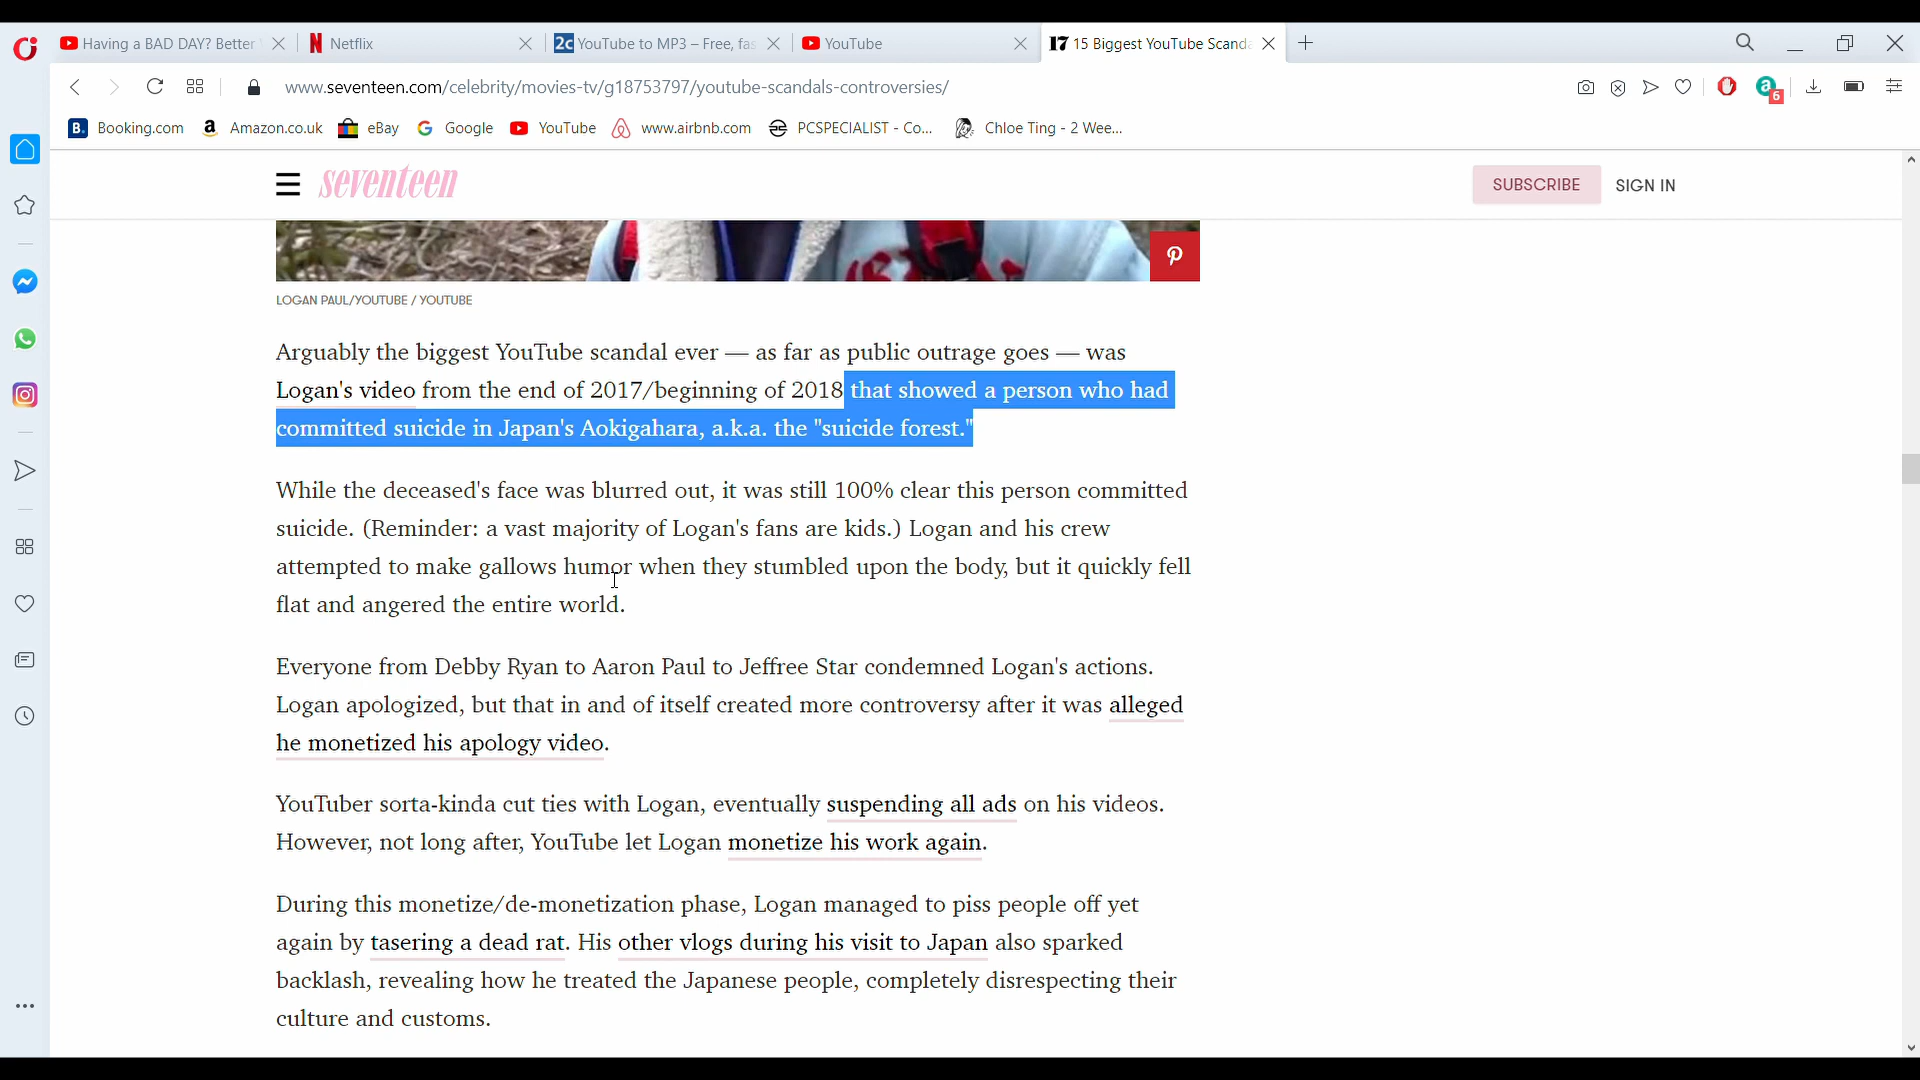 Having a BAD DAY? Better
Netflix
YouTube to MP3 – Free, fas
YouTube
17 15 Biggest YouTube Scanda
www.seventeen.com/celebrity/movies-tv/g18753797/youtube-scandals-controversies/
6
B. Booking.com
a Amazon.co.uk
eBay
G Google
YouTube
www.airbnb.com
PCSPECIALIST - Co...
Chloe Ting - 2 Wee...
seventeen
SUBSCRIBE
SIGN IN
LOGAN PAUL/YOUTUBE / YOUTUBE
Arguably the biggest YouTube scandal ever — as far as public outrage goes — was
Logan's video from the end of 2017/beginning of 2018 that showed a person who had
committed suicide in Japan's Aokigahara, a.k.a. the "suicide forest."
While the deceased's face was blurred out, it was still 100% clear this person committed
suicide. (Reminder: a vast majority of Logan's fans are kids.) Logan and his crew
attempted to make gallows humor when they stumbled upon the body, but it quickly fell
flat and angered the entire world.
Everyone from Debby Ryan to Aaron Paul to Jeffree Star condemned Logan's actions.
Logan apologized, but that in and of itself created more controversy after it was alleged
he monetized his apology video.
YouTuber sorta-kinda cut ties with Logan, eventually suspending all ads on his videos.
However, not long after, YouTube let Logan monetize his work again.
During this monetize/de-monetization phase, Logan managed to piss people off yet
again by tasering a dead rat. His other vlogs during his visit to Japan also sparked
backlash, revealing how he treated the Japanese people, completely disrespecting their
culture and customs.